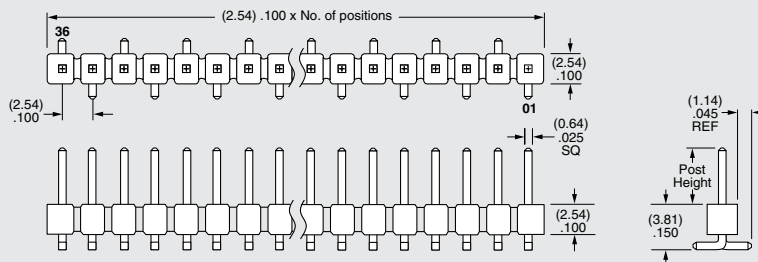 (2.54) .100 x No. of positions
36
(2.54)
.100
(2.54)
.100
01
(0.64)
.025
SQ
(1.14)
.045
REF
Post
Height
(2.54)
.100
(3.81)
.150